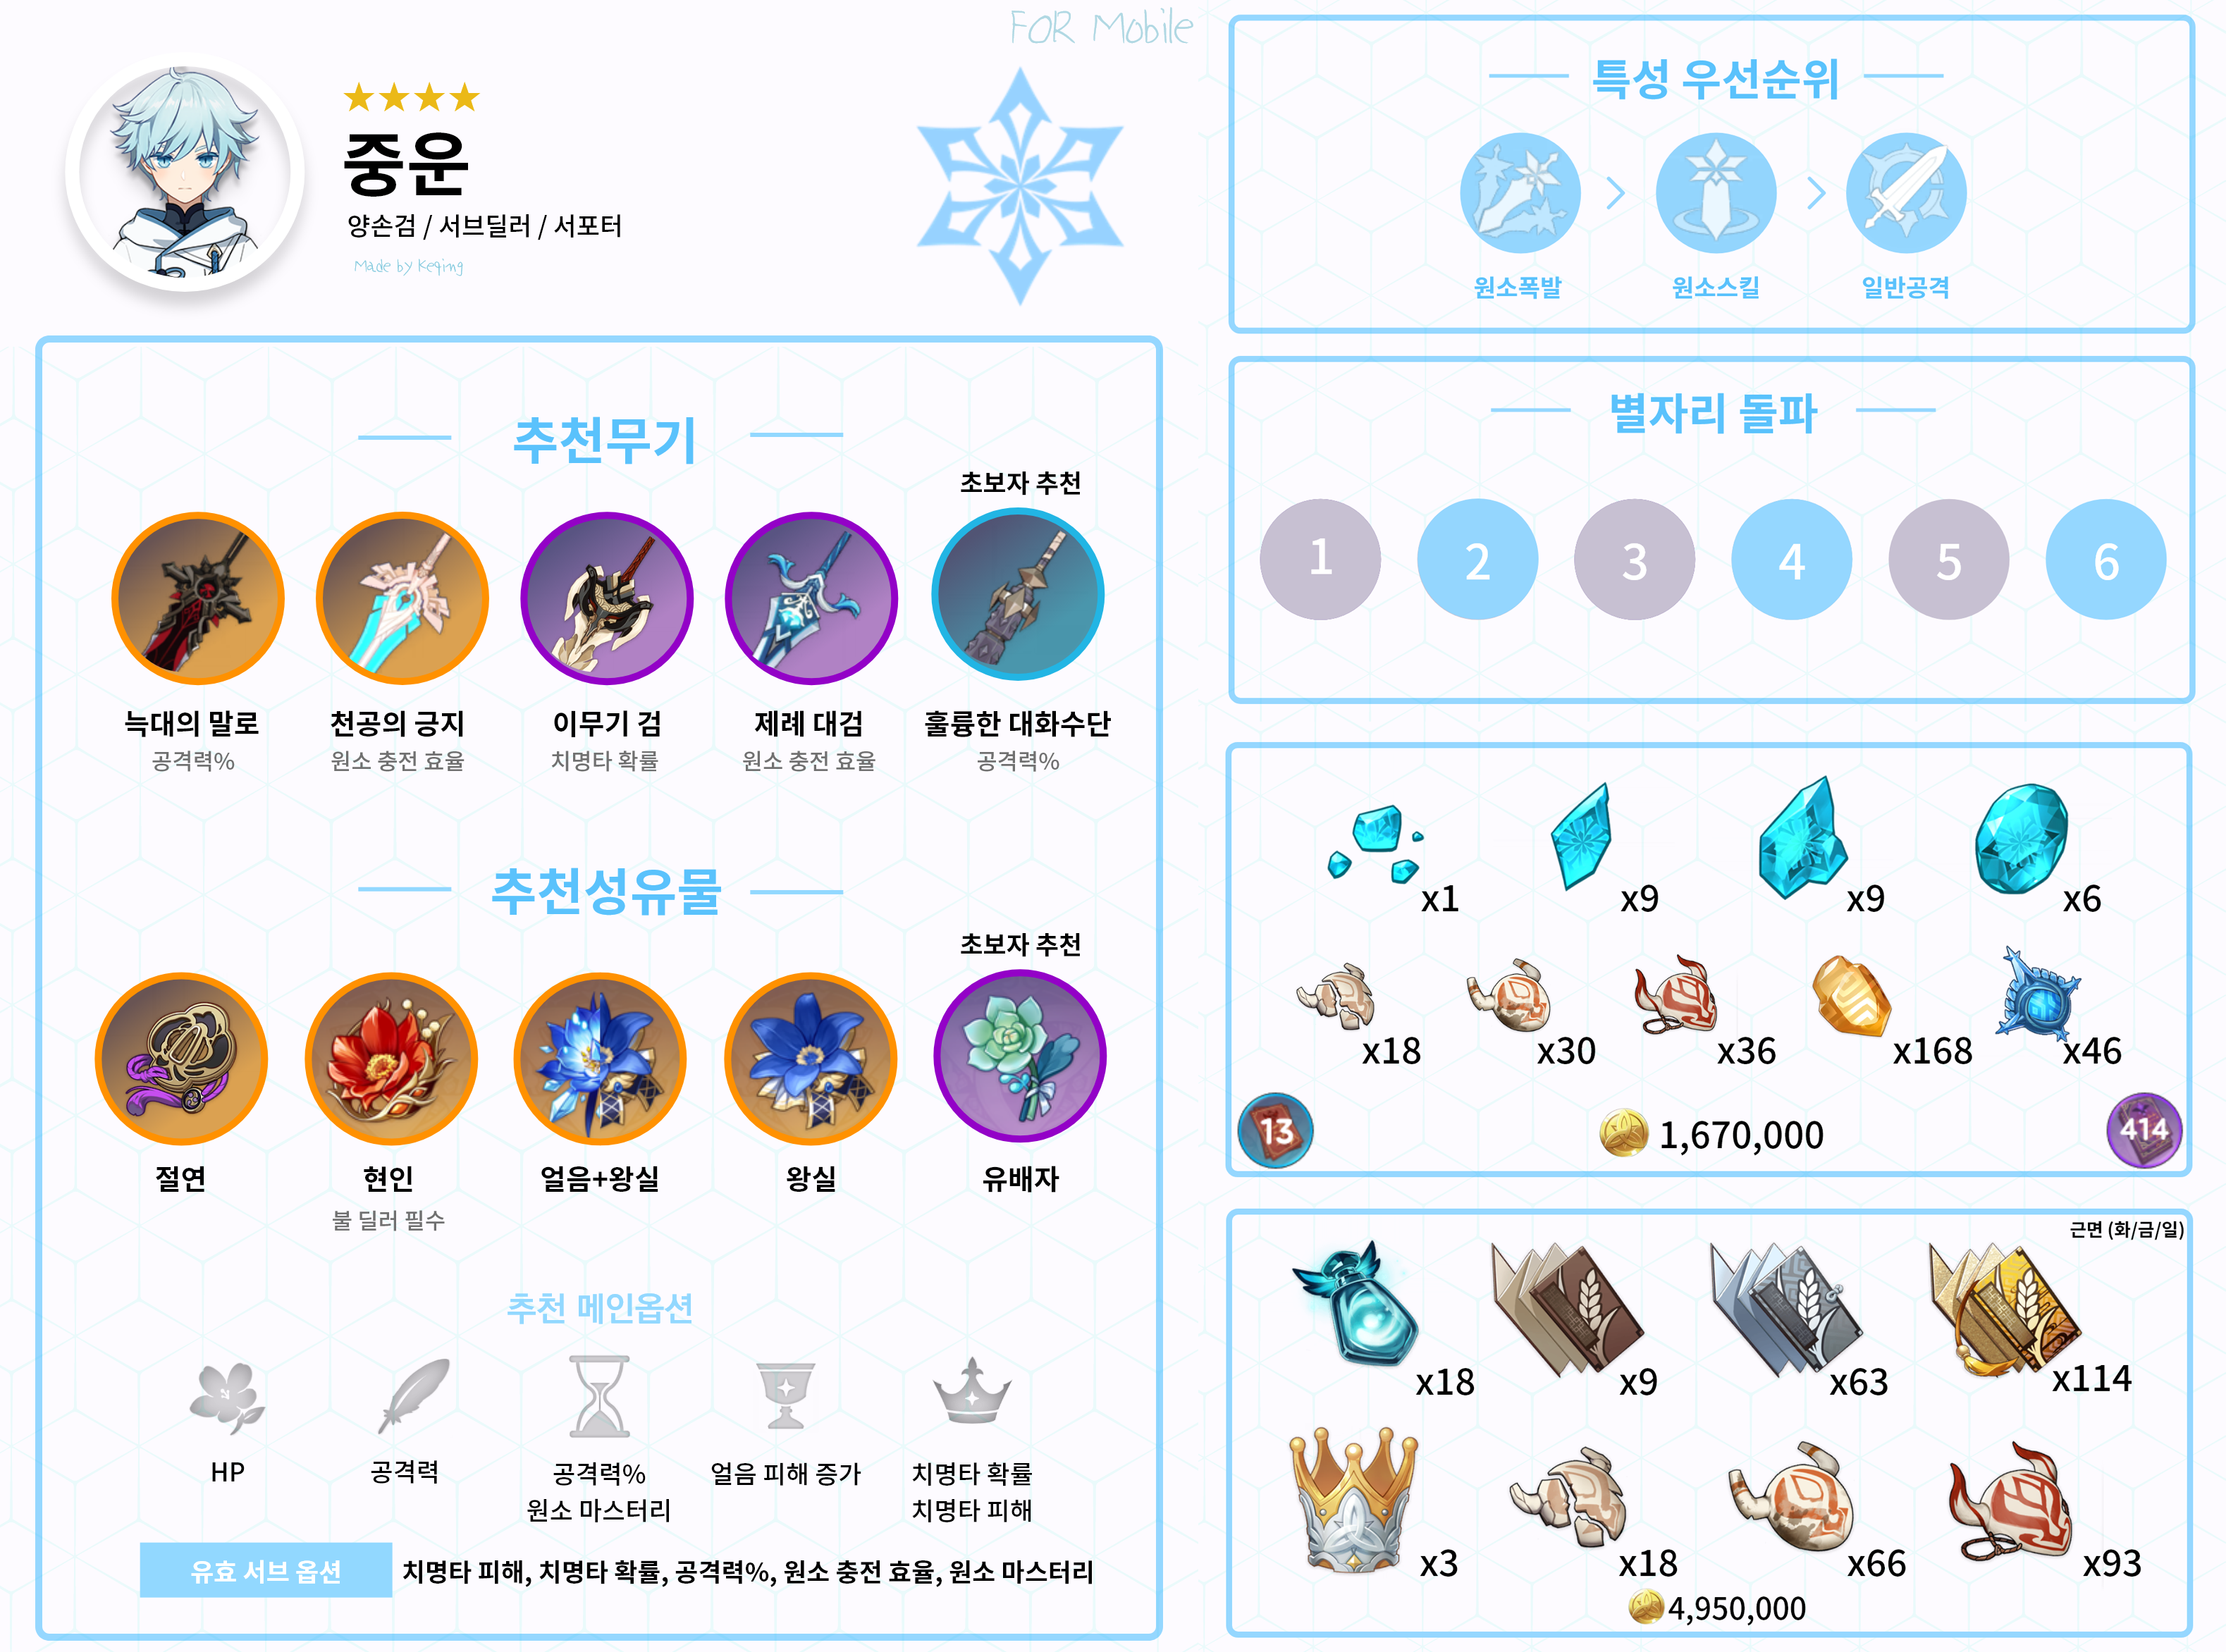 FOR Mobile
중운
양손검 / 서브딜러 / 서포터
Made by Keqing
추천무기
초보자 추천
늑대의 말로
공격력%
천공의 긍지
원소 충전 효율
이무기 검
치명타 확률
제례 대검
원소 충전 효율
훌륭한 대화수단
공격력%
추천성유물
초보자 추천
절연
현인
불 딜러 필수
얼음+왕실
왕실
유배자
추천 메인옵션
HP
공격력
공격력%
원소 마스터리
얼음 피해 증가
치명타 확률
치명타 피해
유효 서브 옵션
치명타 피해, 치명타 확률, 공격력%, 원소 충전 효율, 원소 마스터리
특성 우선순위
원소폭발
원소스킬
일반공격
별자리 돌파
1 2 3 4 5 6
x1 x9 x9 x6
x18 x30 x36 x168 x46
13 1,670,000 414
근면 (화/금/일)
x18 x9 x63 x114
x3 x18 x66 x93
4,950,000